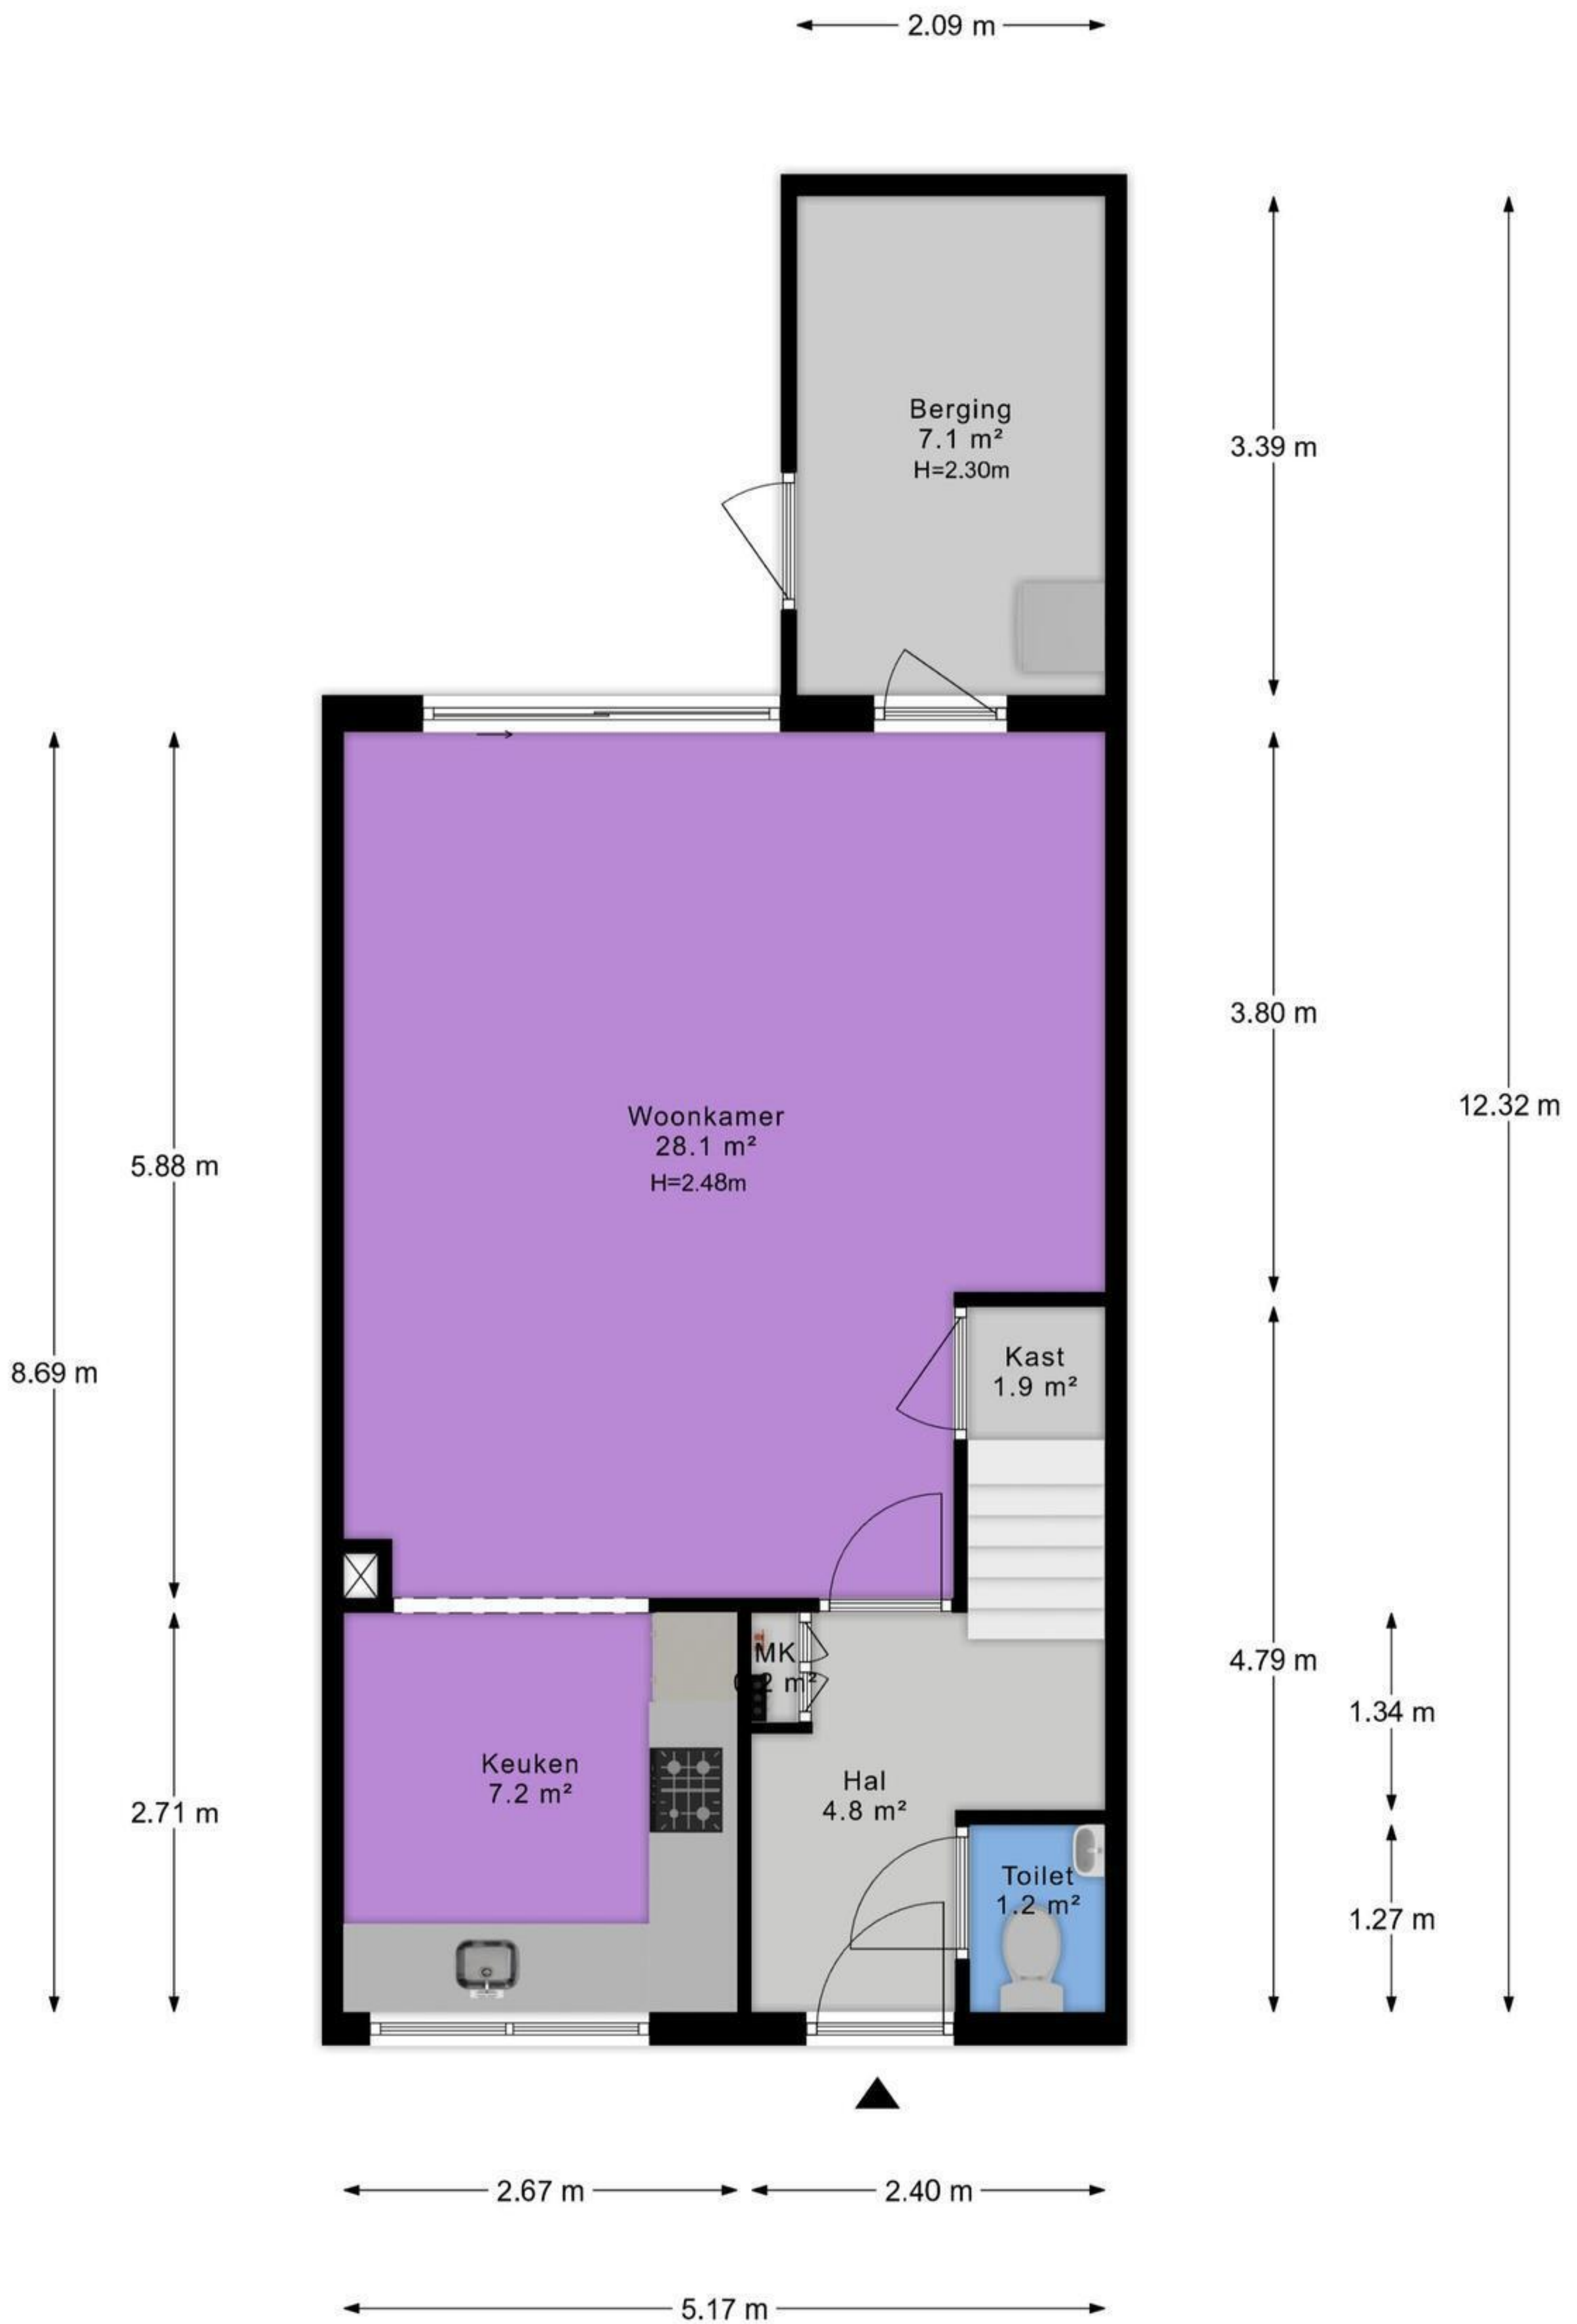 2.09 m
Berging
7.1 m²
H=2.30m
3.39 m
3.80 m
12.32 m
Woonkamer
28.1 m²
H=2.48m
5.88 m
8.69 m
Kast
1.9 m²
4.79 m
1.34 m
MK
m²
Keuken
7.2 m²
Hal
4.8 m²
2.71 m
Toilet
1.2 m²
1.27 m
2.67 m
2.40 m
5.17 m